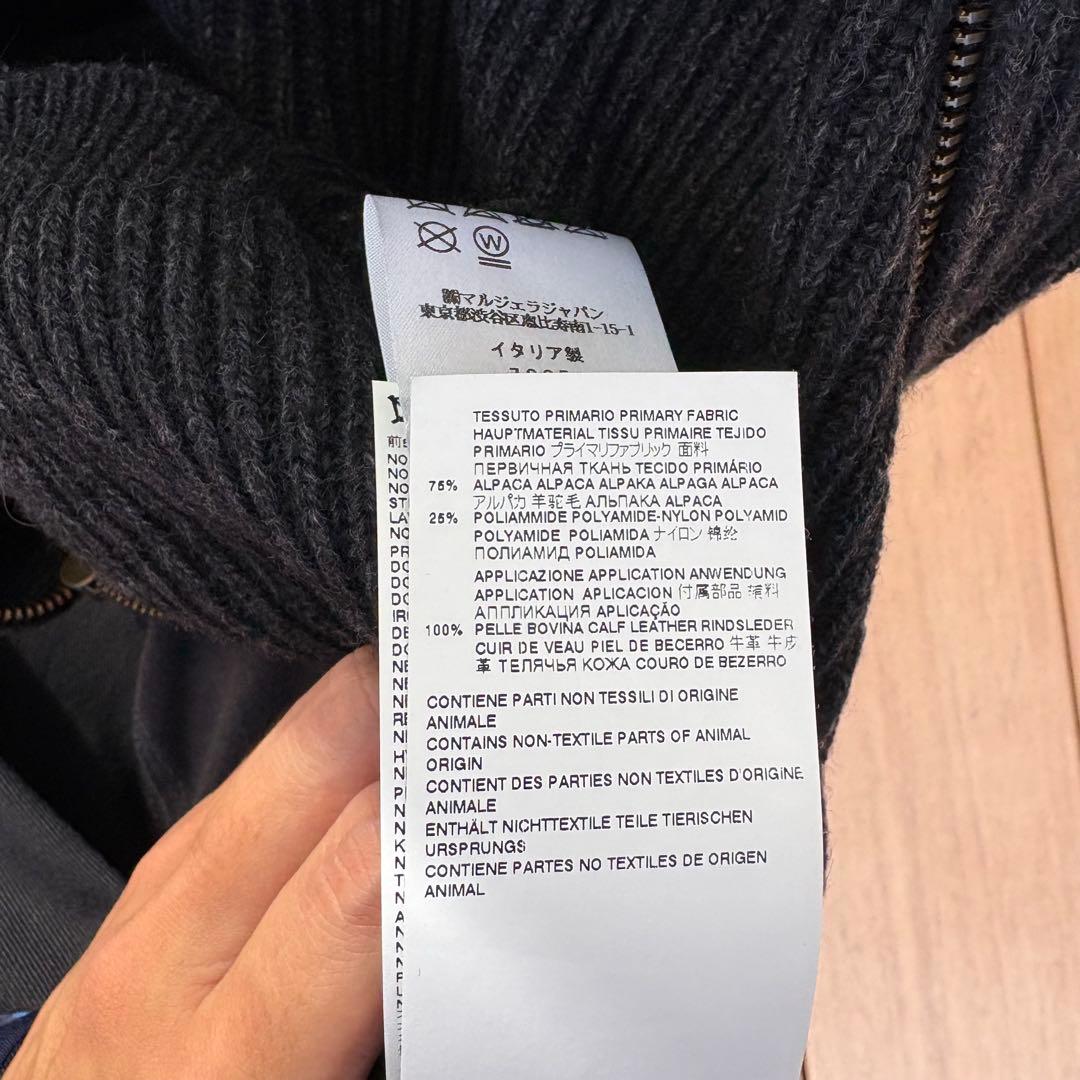 W
㈱マルジェラジャパン
東京都渋谷区恵比寿南1-15-1
イタリア製
TESSUTO PRIMARIO PRIMARY FABRIC
HAUPTMATERIAL TISSU PRIMAIRE TEJIDO
PRIMARIO プライマリファブリック 面料
ПЕРВИЧНАЯ ТКАНЬ TECIDO PRIMÁRIO
75% ALPACA ALPACA ALPAKA ALPAGA ALPACA
アルパカ 羊驼毛 АЛЬПАКА ALPACA
25% POLIAMMIDE POLYAMIDE-NYLON POLYAMID
POLYAMIDE POLIAMIDA ナイロン 锦纶
ПОЛИАМИД POLIAMIDA
APPLICAZIONE APPLICATION ANWENDUNG
APPLICATION APLICACION 付属部品
АППЛИКАЦИЯ APLICAÇÃO
100% PELLE BOVINA CALF LEATHER RINDSLEDER
CUIR DE VEAU PIEL DE BECERRO 牛革 牛皮
革 ТЕЛЯЧЬЯ КОЖА COURO DE BEZERRO
CONTIENE PARTI NON TESSILI DI ORIGINE
ANIMALE
CONTAINS NON-TEXTILE PARTS OF ANIMAL
ORIGIN
CONTIENT DES PARTIES NON TEXTILES D'ORIGINE
ANIMALE
ENTHÄLT NICHTTEXTILE TEILE TIERISCHEN
URSPRUNGS
CONTIENE PARTES NO TEXTILES DE ORIGEN
ANIMAL